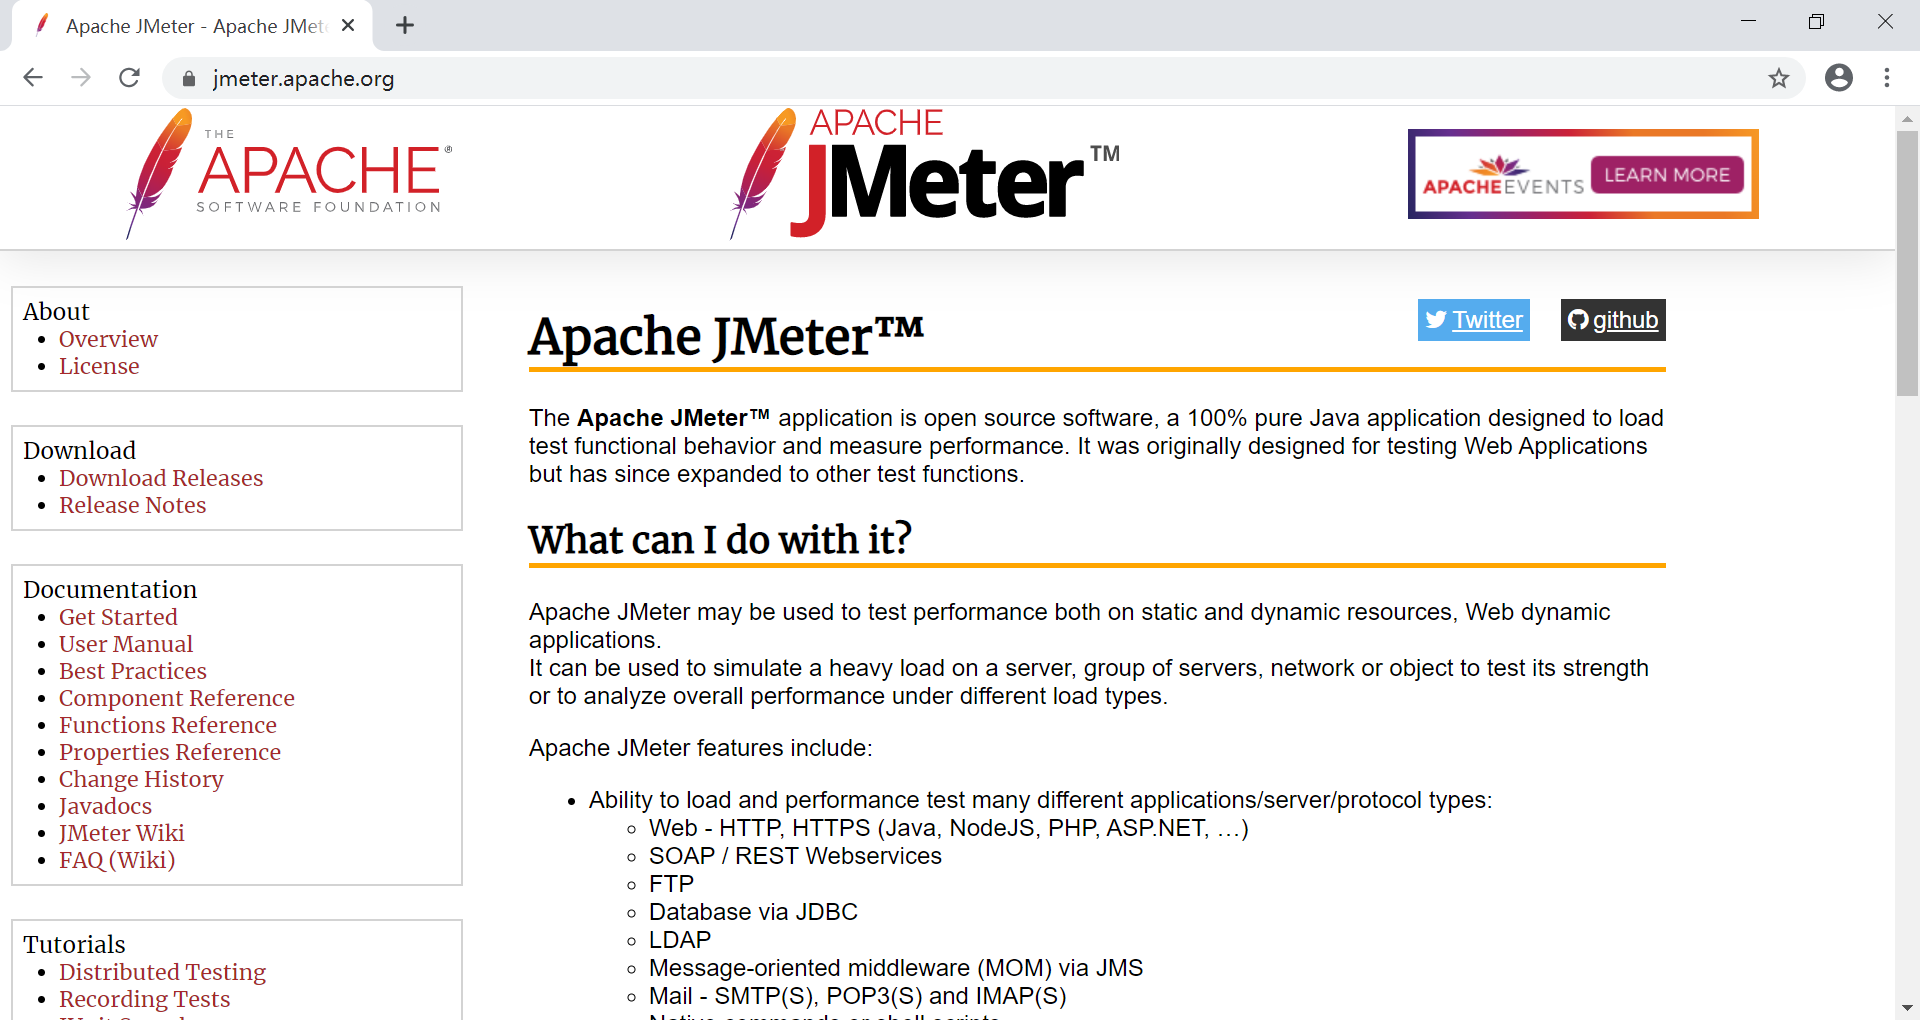 Apache JMeter - Apache JMet
jmeter.apache.org
THE
APACHE®
SOFTWARE FOUNDATION
APACHE
JMeter™
APACHEEVENTS LEARN MORE
About
Overview
License
Download
Download Releases
Release Notes
Documentation
Get Started
User Manual
Best Practices
Component Reference
Functions Reference
Properties Reference
Change History
Javadocs
JMeter Wiki
FAQ (Wiki)
Tutorials
Distributed Testing
Recording Tests
Apache JMeter™
Twitter
github
The Apache JMeter™ application is open source software, a 100% pure Java application designed to load
test functional behavior and measure performance. It was originally designed for testing Web Applications
but has since expanded to other test functions.
What can I do with it?
Apache JMeter may be used to test performance both on static and dynamic resources, Web dynamic
applications.
It can be used to simulate a heavy load on a server, group of servers, network or object to test its strength
or to analyze overall performance under different load types.
Apache JMeter features include:
Ability to load and performance test many different applications/server/protocol types:
Web - HTTP, HTTPS (Java, NodeJS, PHP, ASP.NET, …)
SOAP / REST Webservices
FTP
Database via JDBC
LDAP
Message-oriented middleware (MOM) via JMS
Mail - SMTP(S), POP3(S) and IMAP(S)
Native commands or shell scripts